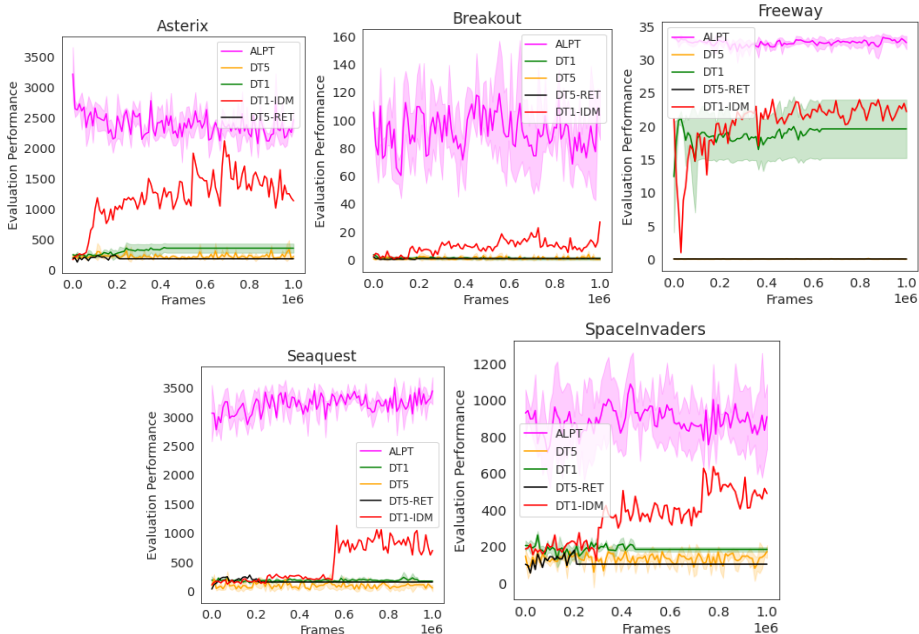 Asterix
3500
3000
2500
2000
1500
1000
500
0
Evaluation Performance
ALPT
DT5
DT1
DT1-IDM
DT5-RET
0.0 0.2 0.4 0.6 0.8 1.0
Frames
1e6
Breakout
160
140
120
100
80
60
40
20
0
Evaluation Performance
ALPT
DT1
DT5
DT5-RET
DT1-IDM
0.0 0.2 0.4 0.6 0.8 1.0
Frames
1e6
Freeway
35
30
25
20
15
10
5
0
Evaluation Performance
ALPT
DT5
DT1
DT5-RET
DT1-IDM
0.0 0.2 0.4 0.6 0.8 1.0
Frames
1e6
Seaquest
3500
3000
2500
2000
1500
1000
500
0
Evaluation Performance
ALPT
DT1
DT5
DT5-RET
DT1-IDM
0.0 0.2 0.4 0.6 0.8 1.0
Frames
1e6
SpaceInvaders
1200
1000
800
600
400
200
0
Evaluation Performance
ALPT
DT5
DT1
DT5-RET
DT1-IDM
0.0 0.2 0.4 0.6 0.8 1.0
Frames
1e6